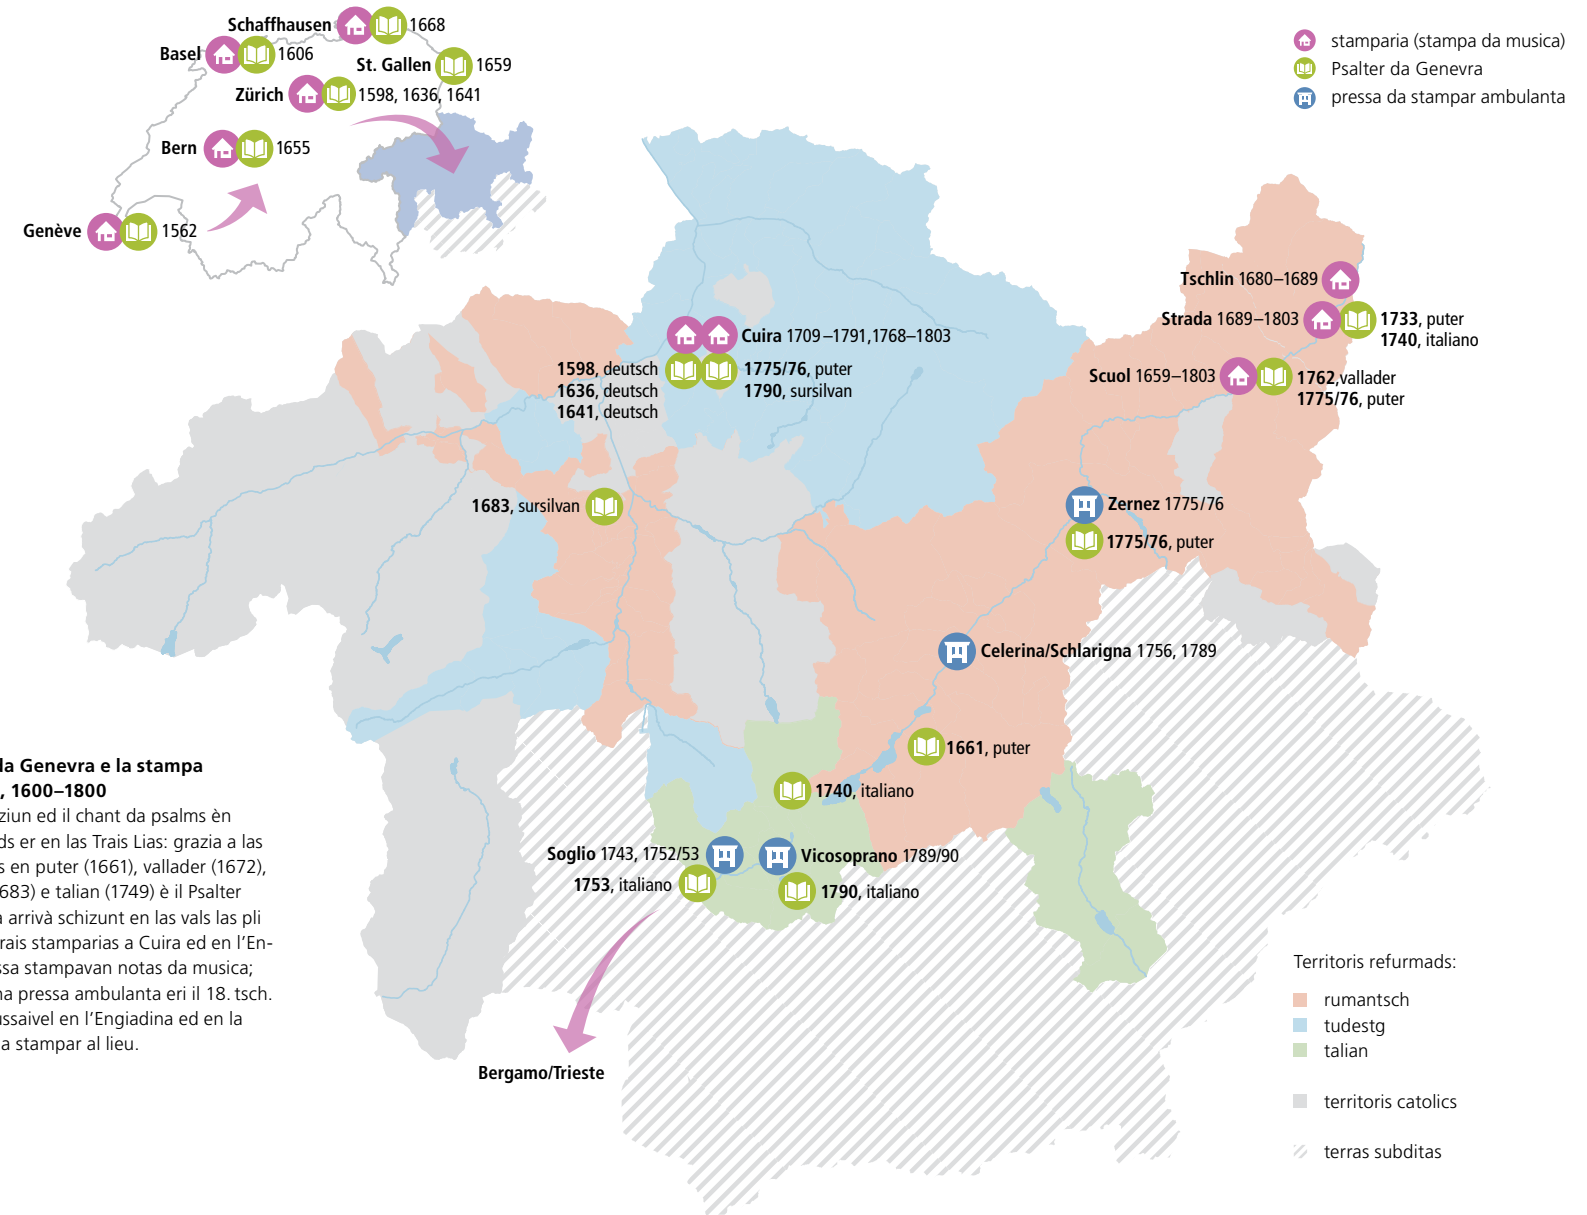 Schaffhausen 1668
Basel 1606
St. Gallen 1659
Zürich 1598, 1636, 1641
Bern 1655
Genève 1562
stamparia (stampa da musica)
Psalter da Genevra
pressa da stampar ambulanta
Tschlin 1680–1689
Strada 1689–1803
1733, puter
1740, italiano
Scuol 1659–1803
1762,vallader
1775/76, puter
Cuira 1709–1791,1768–1803
1598, deutsch
1636, deutsch
1641, deutsch
1775/76, puter
1790, sursilvan
1683, sursilvan
Zernez 1775/76
1775/76, puter
Celerina/Schlarigna 1756, 1789
1661, puter
1740, italiano
Soglio 1743, 1752/53
1753, italiano
Vicosoprano 1789/90
1790, italiano
Bergamo/Trieste
la Genevra e la stampa
, 1600–1800
ziun ed il chant da psalms èn
ds er en las Trais Lias: grazia a las
s en puter (1661), vallader (1672),
683) e talian (1749) è il Psalter
a arrivà schizunt en las vals las pli
rais stamparias a Cuira ed en l'En-
ssa stampavan notas da musica;
na pressa ambulanta eri il 18. tsch.
ussaivel en l'Engiadina ed en la
a stampar al lieu.
Territoris refurmads:
rumantsch
tudestg
talian
territoris catolics
terras subditas